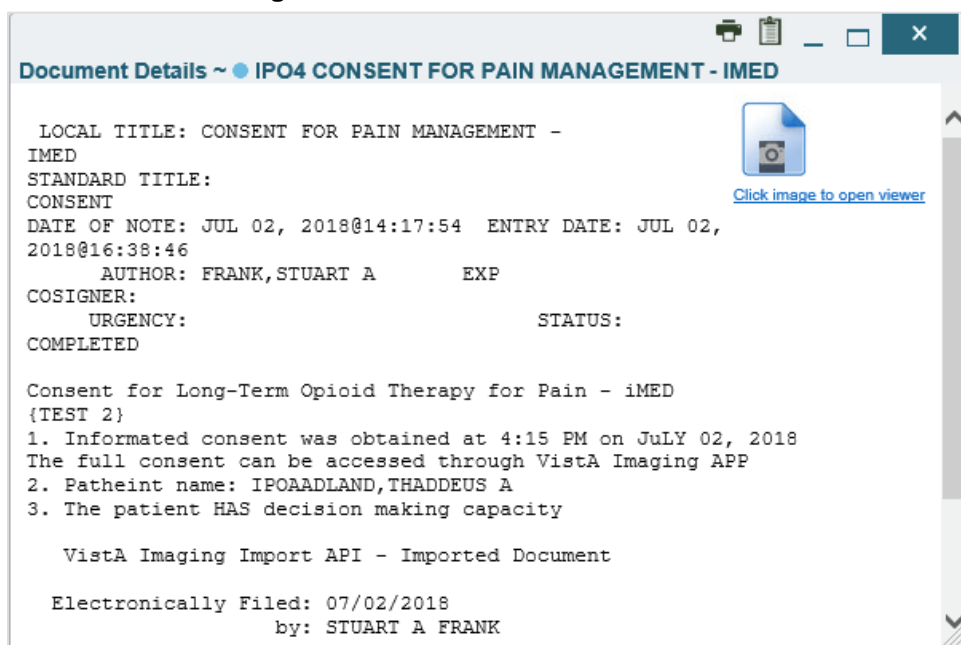 Document Details ~ IPO4 CONSENT FOR PAIN MANAGEMENT - IMED
LOCAL TITLE: CONSENT FOR PAIN MANAGEMENT -
IMED
STANDARD TITLE:
CONSENT
Click image to open viewer
DATE OF NOTE: JUL 02, 2018@14:17:54  ENTRY DATE: JUL 02,
2018@16:38:46
AUTHOR: FRANK,STUART A      EXP
COSIGNER:
URGENCY:      STATUS:
COMPLETED
Consent for Long-Term Opioid Therapy for Pain - iMED
{TEST 2}
1. Informated consent was obtained at 4:15 PM on JuLY 02, 2018
The full consent can be accessed through VistA Imaging APP
2. Patheint name: IPOAADLAND,THADDEUS A
3. The patient HAS decision making capacity
VistA Imaging Import API - Imported Document
Electronically Filed: 07/02/2018
by: STUART A FRANK